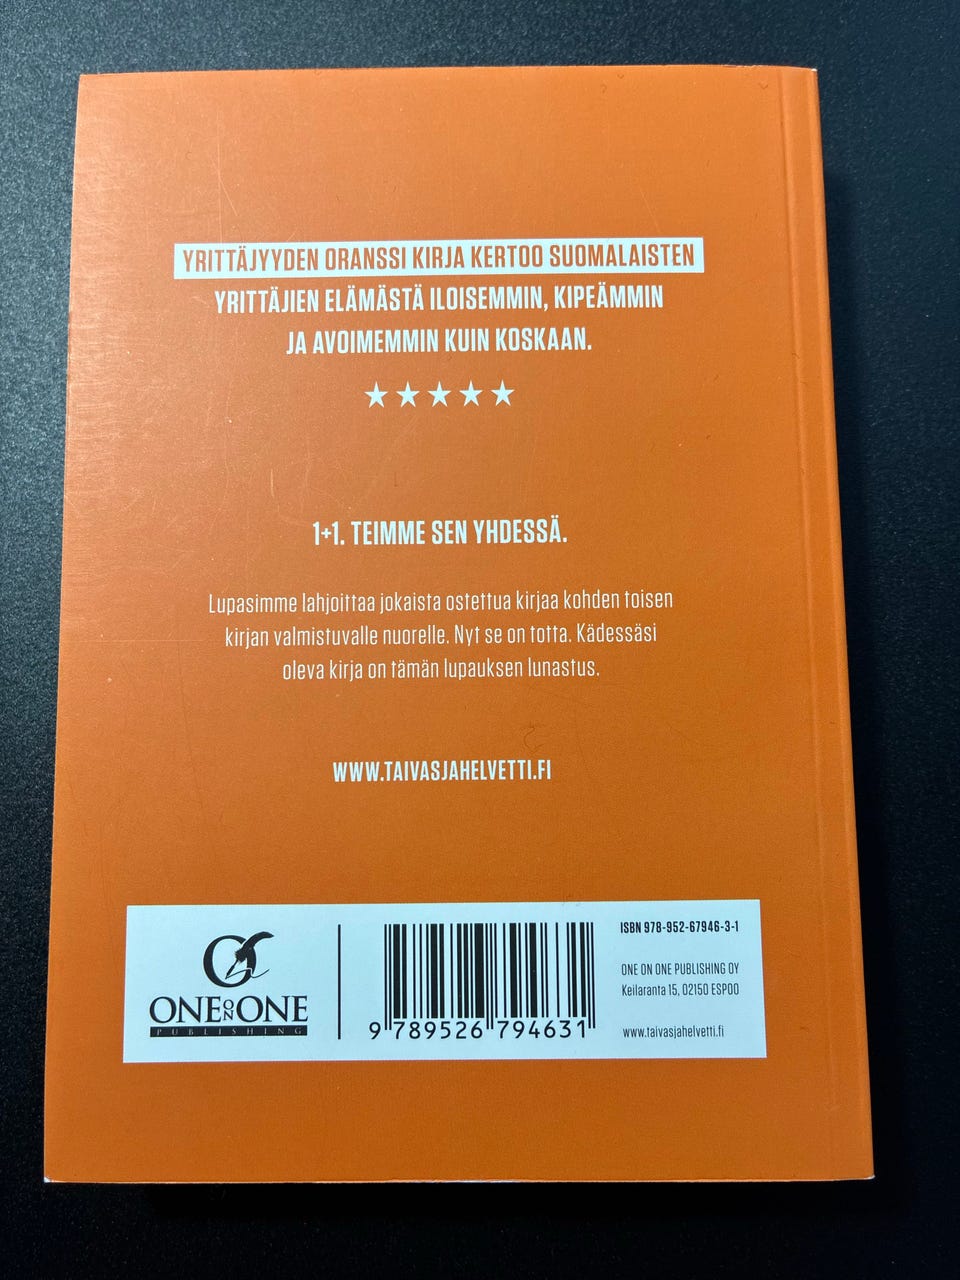 YRITTÄJYYDEN ORANSSI KIRJA KERTOO SUOMALAISTEN
YRITTÄJIEN ELÄMÄSTÄ ILOISEMMIN, KIPEÄMMIN
JA AVOIMEMMIN KUIN KOSKAAN.
1+1. TEIMME SEN YHDESSÄ.
Lupasimme lahjoittaa jokaista ostettua kirjaa kohden toisen
kirjan valmistuvalle nuorelle. Nyt se on totta. Kädessäsi
oleva kirja on tämän lupauksen lunastus.
WWW.TAIVASJAHELVETTI.FI
ONE ON ONE
PUBLISHING
9 789526 794631
ISBN 978-952-67946-3-1
ONE ON ONE PUBLISHING OY
Keilaranta 15, 02150 ESPOO
www.taivasjahelvetti.fi